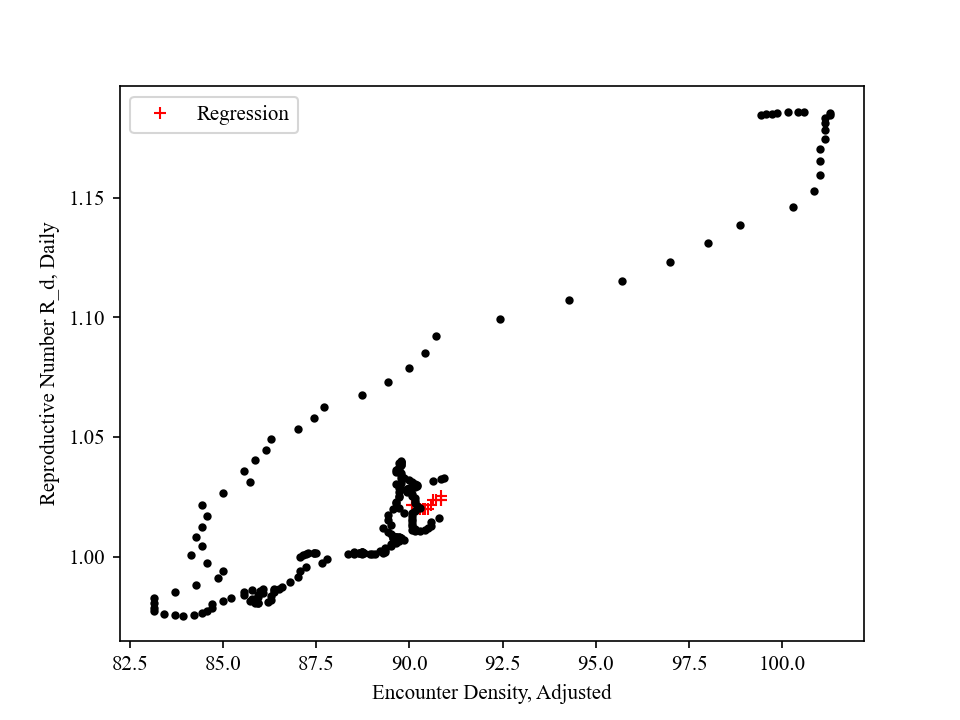 Regression
Reproductive Number R_d, Daily
1.15
1.10
1.05
1.00
82.5 85.0 87.5 90.0 92.5 95.0 97.5 100.0
Encounter Density, Adjusted